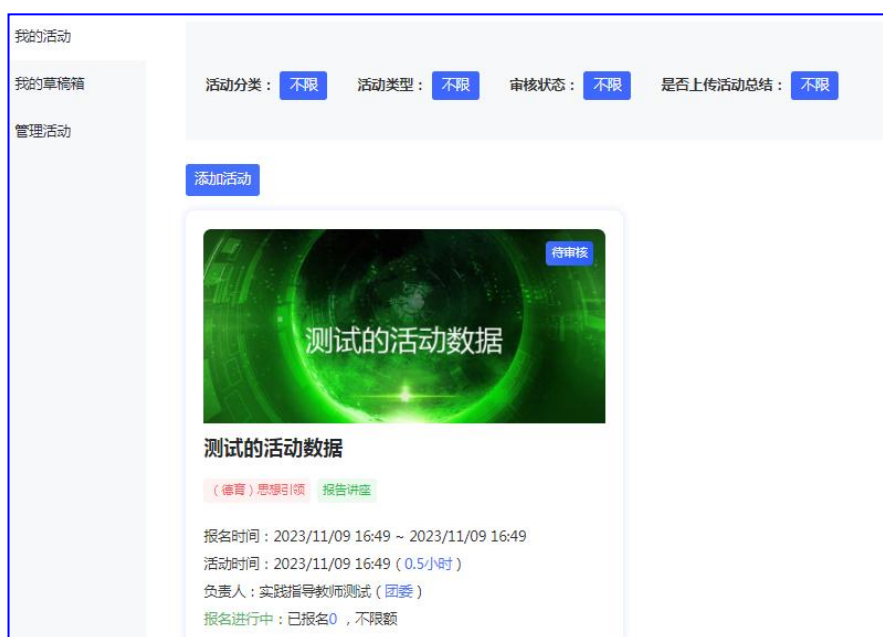 我的活动
我的草稿箱
管理活动
活动分类： 不限 活动类型： 不限 审核状态： 不限 是否上传活动总结： 不限
添加活动
待审核
测试的活动数据
测试的活动数据
（德育）思想引领 报告讲座
报名时间：2023/11/09 16:49 ~ 2023/11/09 16:49
活动时间：2023/11/09 16:49（0.5小时）
负责人：实践指导教师测试（团委）
报名进行中：已报名0 ，不限额